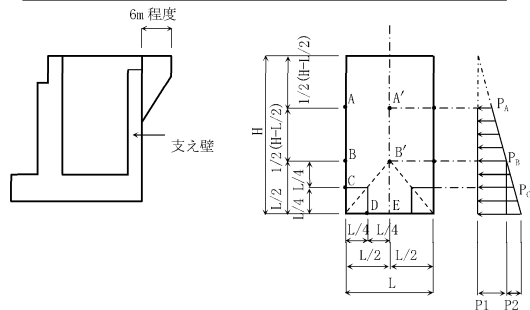 6m 程度
支え壁
H
1/2(H-L/2)
1/2(H-L/2)
L/2
L/4
L/4
A
A′
B
B′
C
D
E
P_A
P_B
P_C
L/4
L/4
L/2
L/2
L
P1
P2